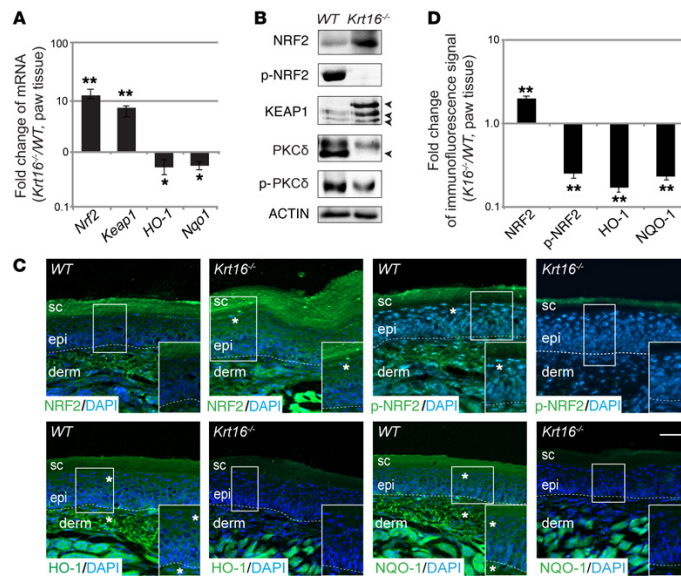 A
Fold change of mRNA
(Krt16-/-/WT, paw tissue)
100
10
0
0.1
**
**
*
*
Nrf2
Keap1
HO-1
Nqo1
B
WT Krt16-/-
NRF2
p-NRF2
KEAP1
PKCδ
p-PKCδ
ACTIN
D
Fold change
of immunofluorescence signal
(K16-/-/WT, paw tissue)
10
1.0
0.1
**
**
**
**
NRF2
p-NRF2
HO-1
NQO-1
C
WT
sc
epi
derm
NRF2/DAPI
Krt16-/-
sc
*
epi
derm
*
NRF2/DAPI
WT
sc
*
epi
derm
*
p-NRF2/DAPI
Krt16-/-
sc
epi
derm
p-NRF2/DAPI
WT
sc
*
epi
*
derm
*
*
HO-1/DAPI
Krt16-/-
sc
epi
derm
HO-1/DAPI
WT
sc
*
epi
*
*
derm
*
NQO-1/DAPI
Krt16-/-
sc
epi
derm
NQO-1/DAPI